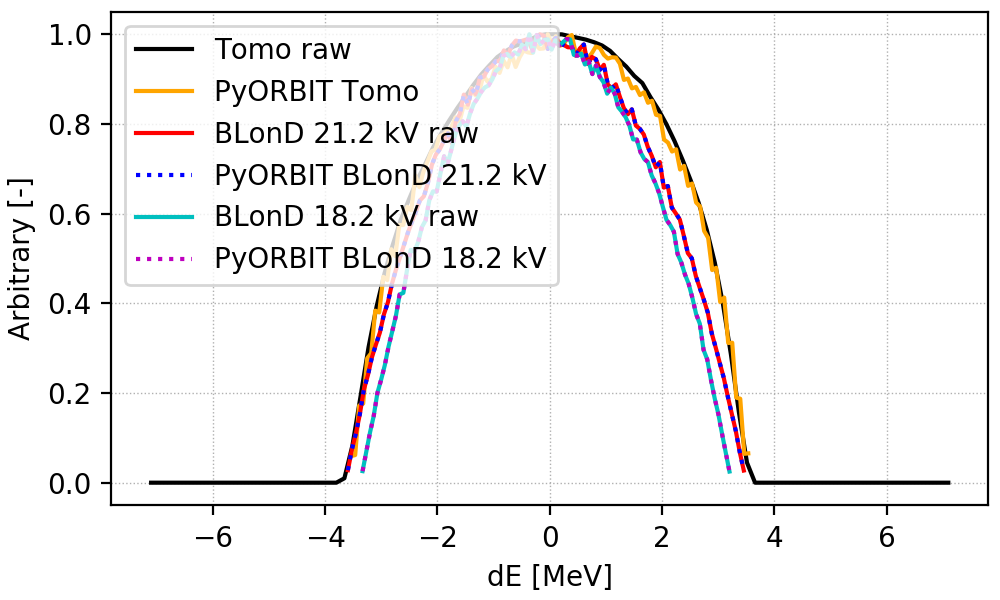 1.0
0.8
0.6
0.4
0.2
0.0
Arbitrary [-]
Tomo raw
PyORBIT Tomo
BLonD 21.2 kV raw
PyORBIT BLonD 21.2 kV
BLonD 18.2 kV raw
PyORBIT BLonD 18.2 kV
−6 −4 −2 0 2 4 6
dE [MeV]